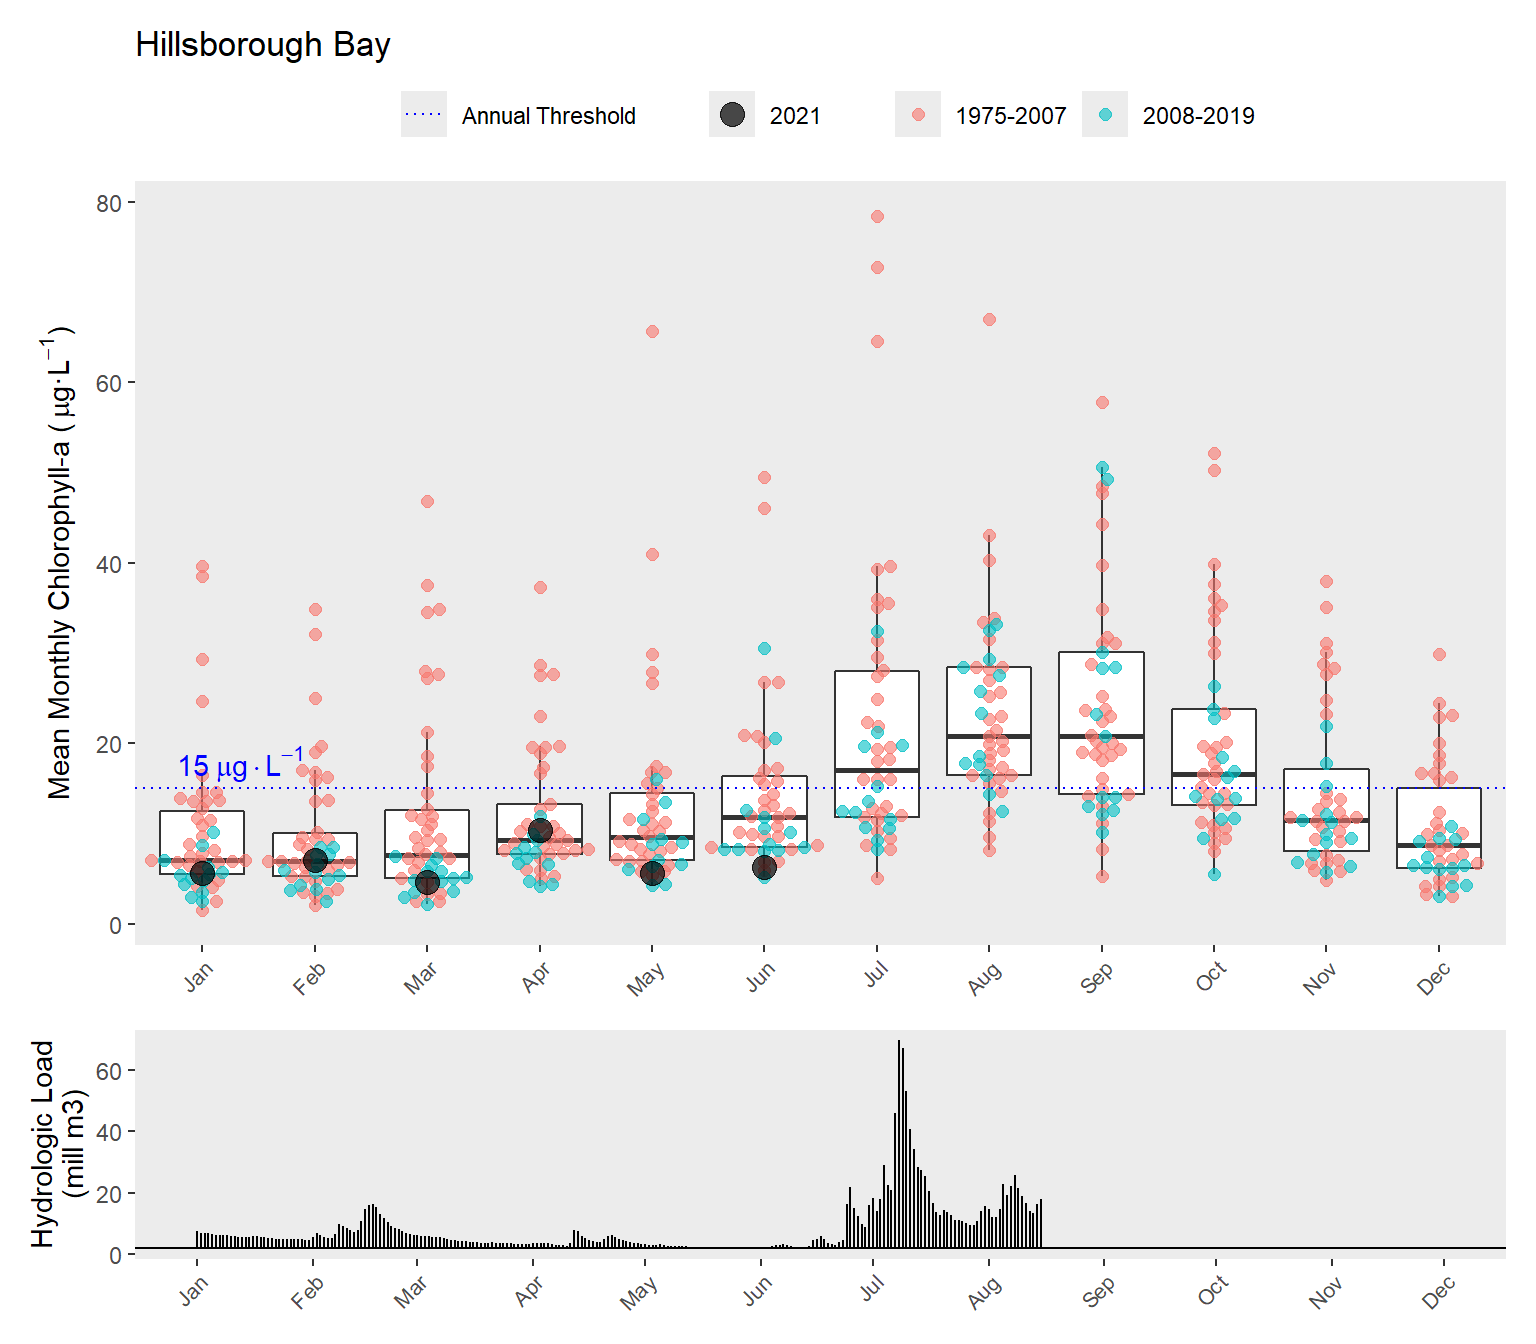 Hillsborough Bay
Annual Threshold 2021 1975-2007 2008-2019
Mean Monthly Chlorophyll-a ( μg·L⁻¹)
80
60
40
20
0
15 μg·L⁻¹
Jan Feb Mar Apr May Jun Jul Aug Sep Oct Nov Dec
Hydrologic Load
(mill m3)
60
40
20
0
Jan Feb Mar Apr May Jun Jul Aug Sep Oct Nov Dec